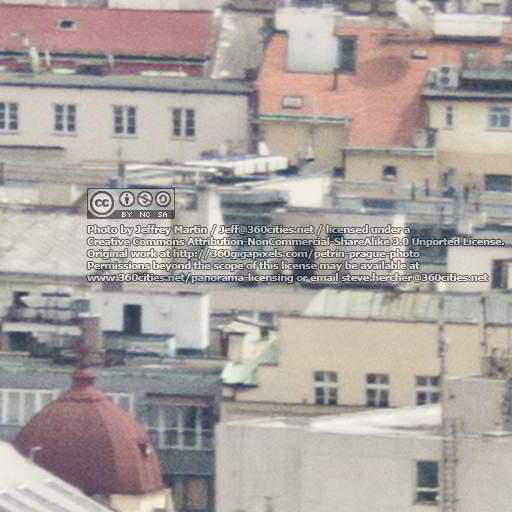 cc BY NC SA
Photo by Jeffrey Martin / Jeff@360cities.net / licensed under a
Creative Commons Attribution-NonCommercial-ShareAlike 3.0 Unported License.
Original work at http://360gigapixels.com/petrin-prague-photo
Permissions beyond the scope of this license may be available at
www.360cities.net/panorama-licensing or email steve.hercher@360cities.net